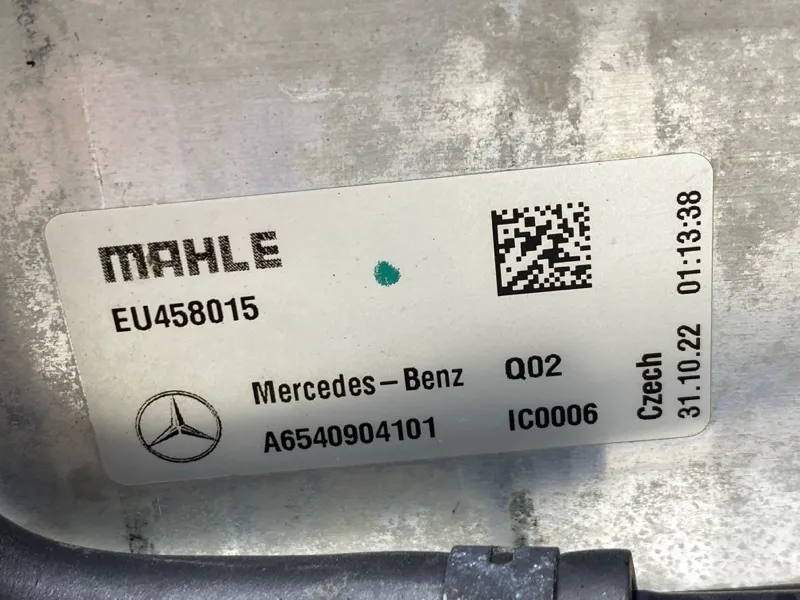 MAHLE
EU458015
Mercedes-Benz Q02
A6540904101 IC0006
Czech
31.10.22 01:13:38